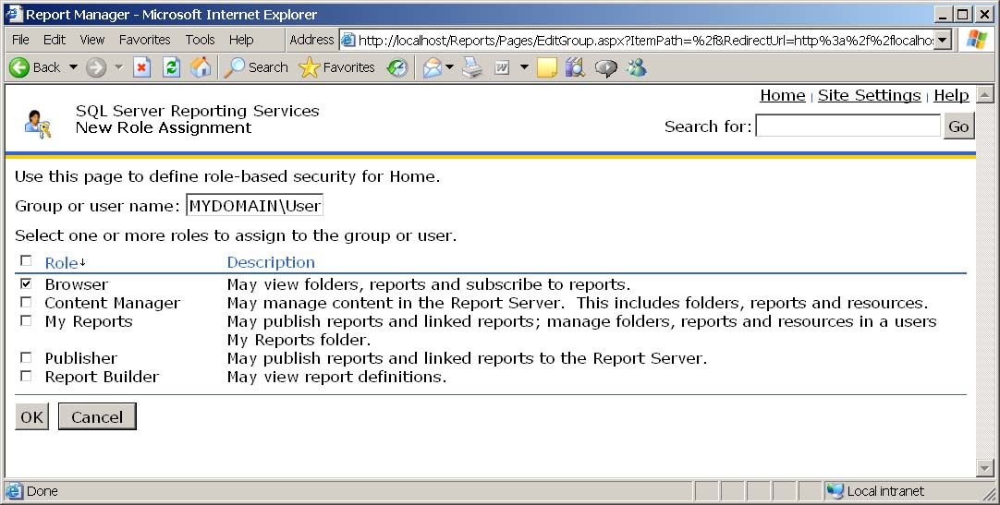 Report Manager - Microsoft Internet Explorer
File Edit View Favorites Tools Help Address http://localhost/Reports/Pages/EditGroup.aspx?ItemPath=%2f&RedirectUrl=http%3a%2f%2flocalho
Back Search Favorites
Home | Site Settings | Help
SQL Server Reporting Services
New Role Assignment
Search for: Go
Use this page to define role-based security for Home.
Group or user name: MYDOMAIN\User
Select one or more roles to assign to the group or user.
Role↓ Description
Browser May view folders, reports and subscribe to reports.
Content Manager May manage content in the Report Server. This includes folders, reports and resources.
My Reports May publish reports and linked reports; manage folders, reports and resources in a users
My Reports folder.
Publisher May publish reports and linked reports to the Report Server.
Report Builder May view report definitions.
OK Cancel
Done Local intranet